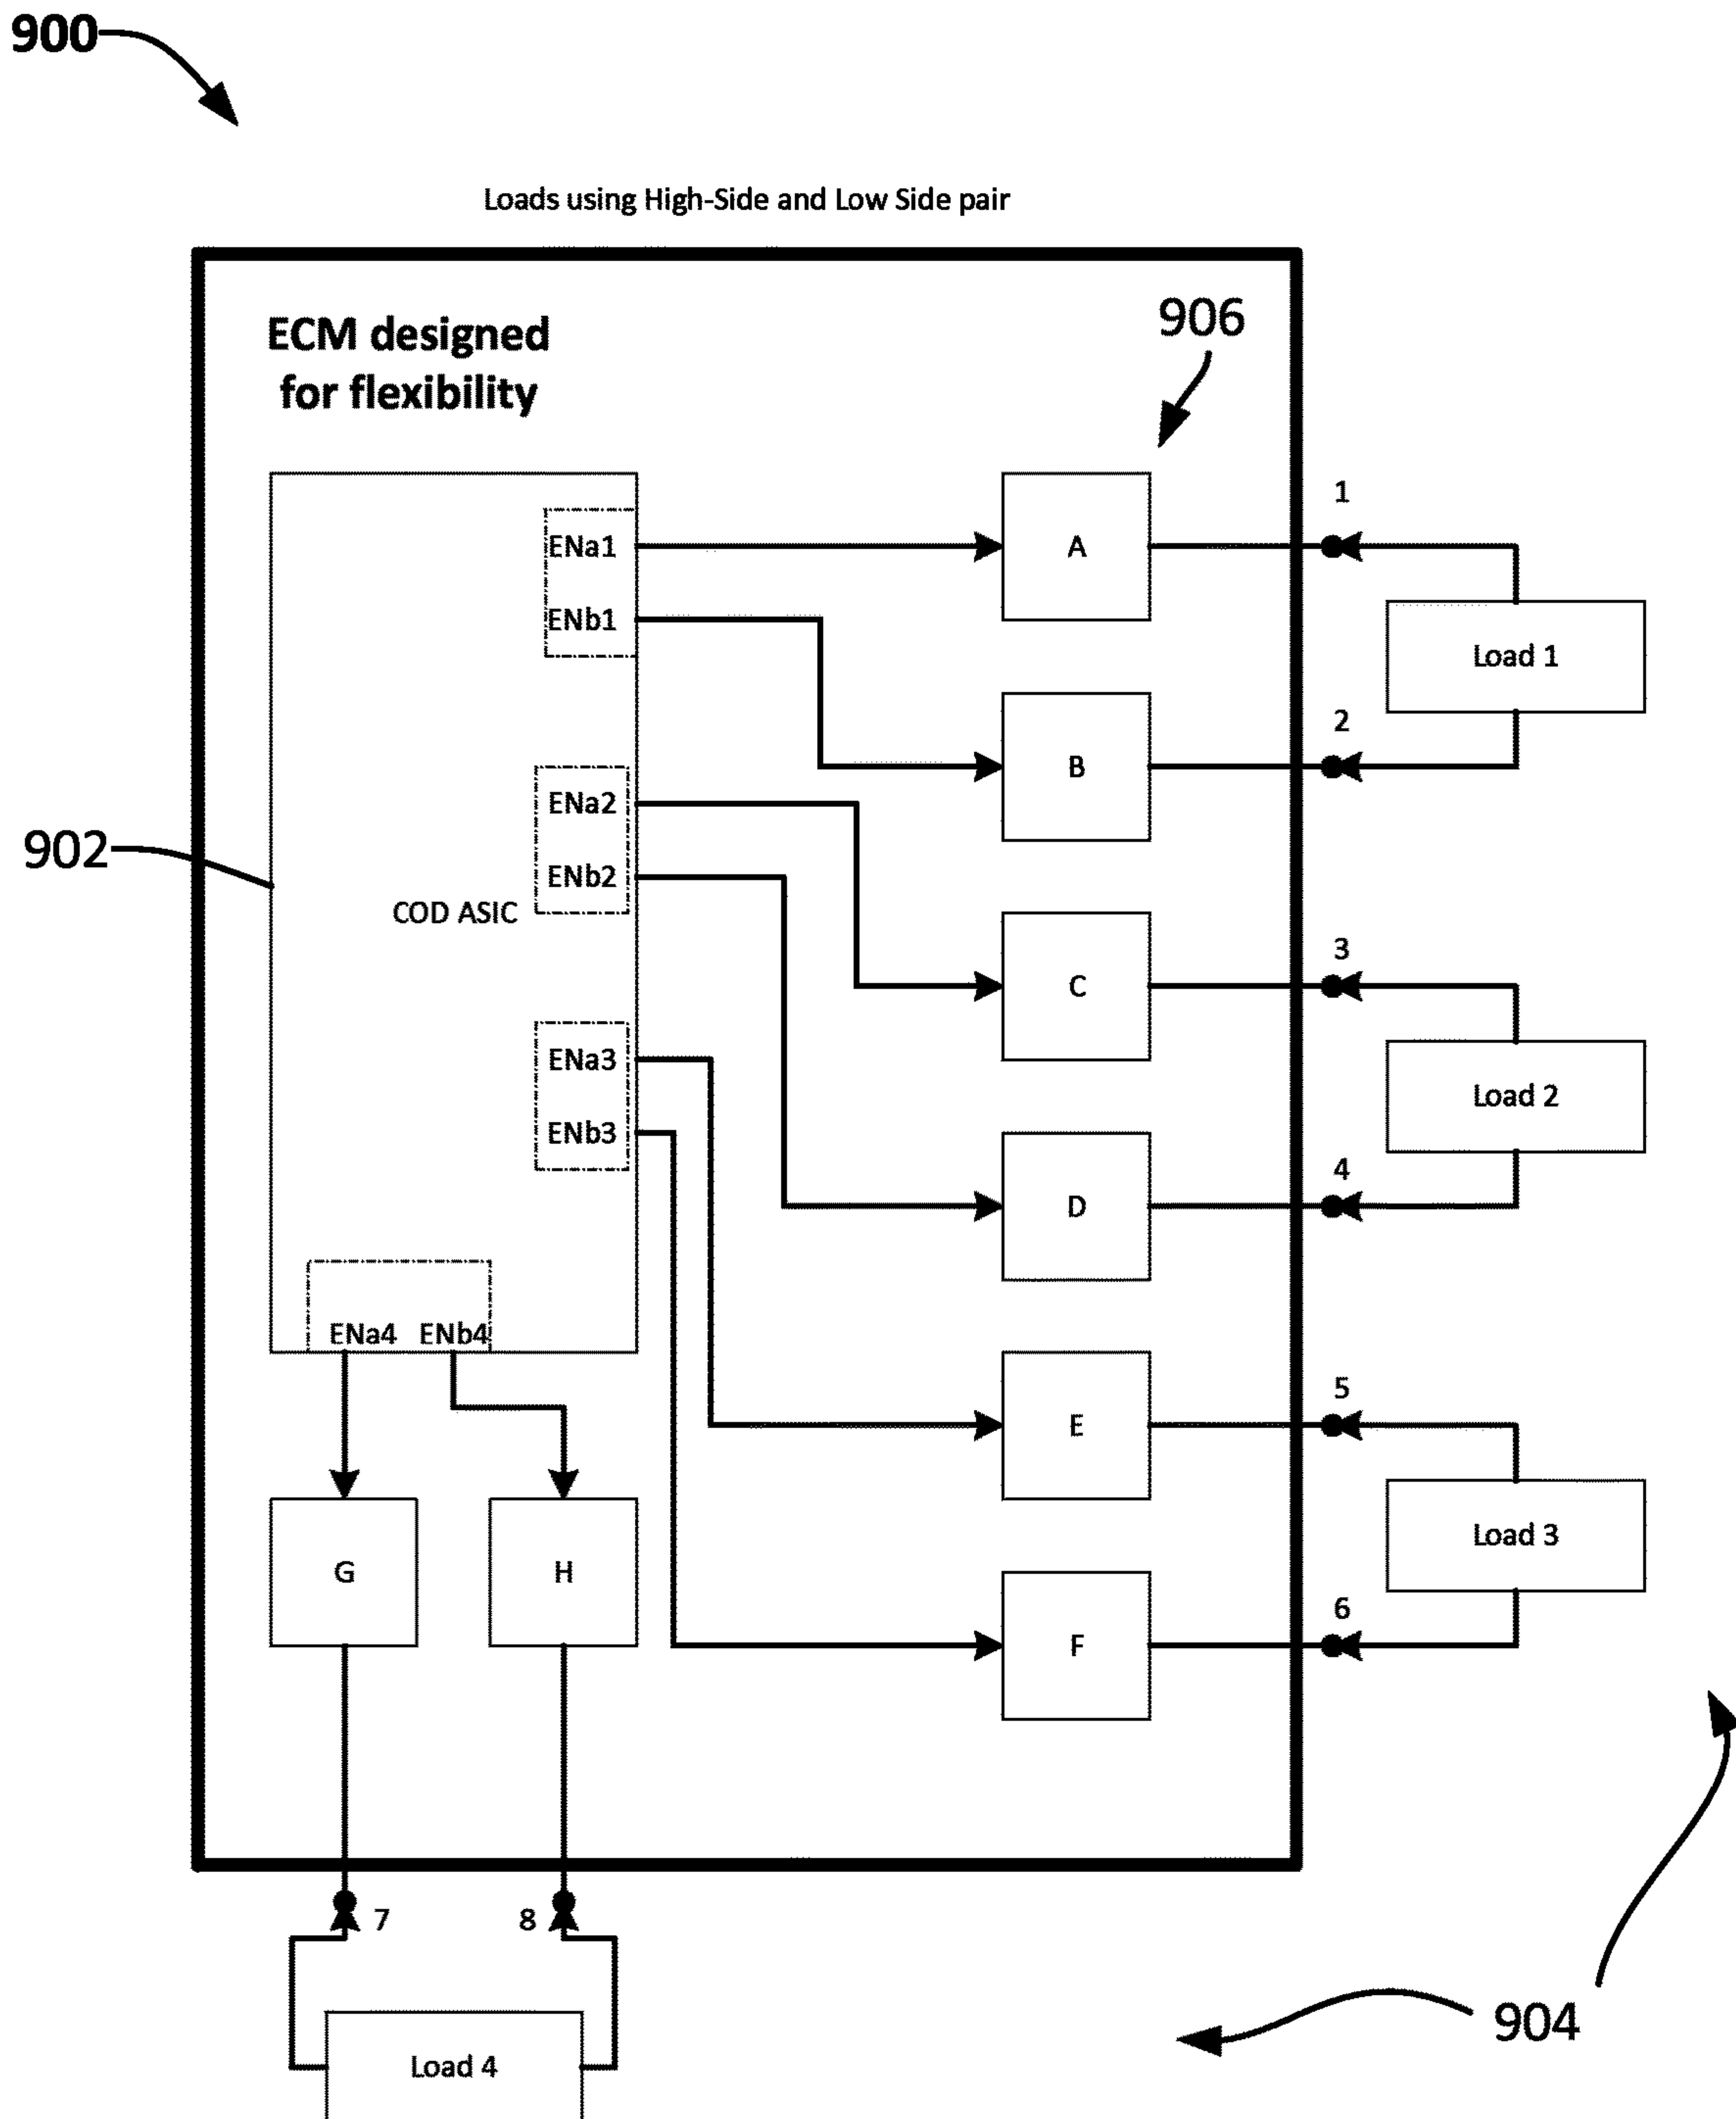 900
Loads using High-Side and Low Side pair
ECM designed
for flexibility
906
ENa1
A
1
ENb1
Load 1
B
2
ENa2
902
ENb2
COD ASIC
C
3
ENa3
Load 2
ENb3
D
4
ENa4 ENb4
E
5
G
H
Load 3
F
6
7
8
904
Load 4